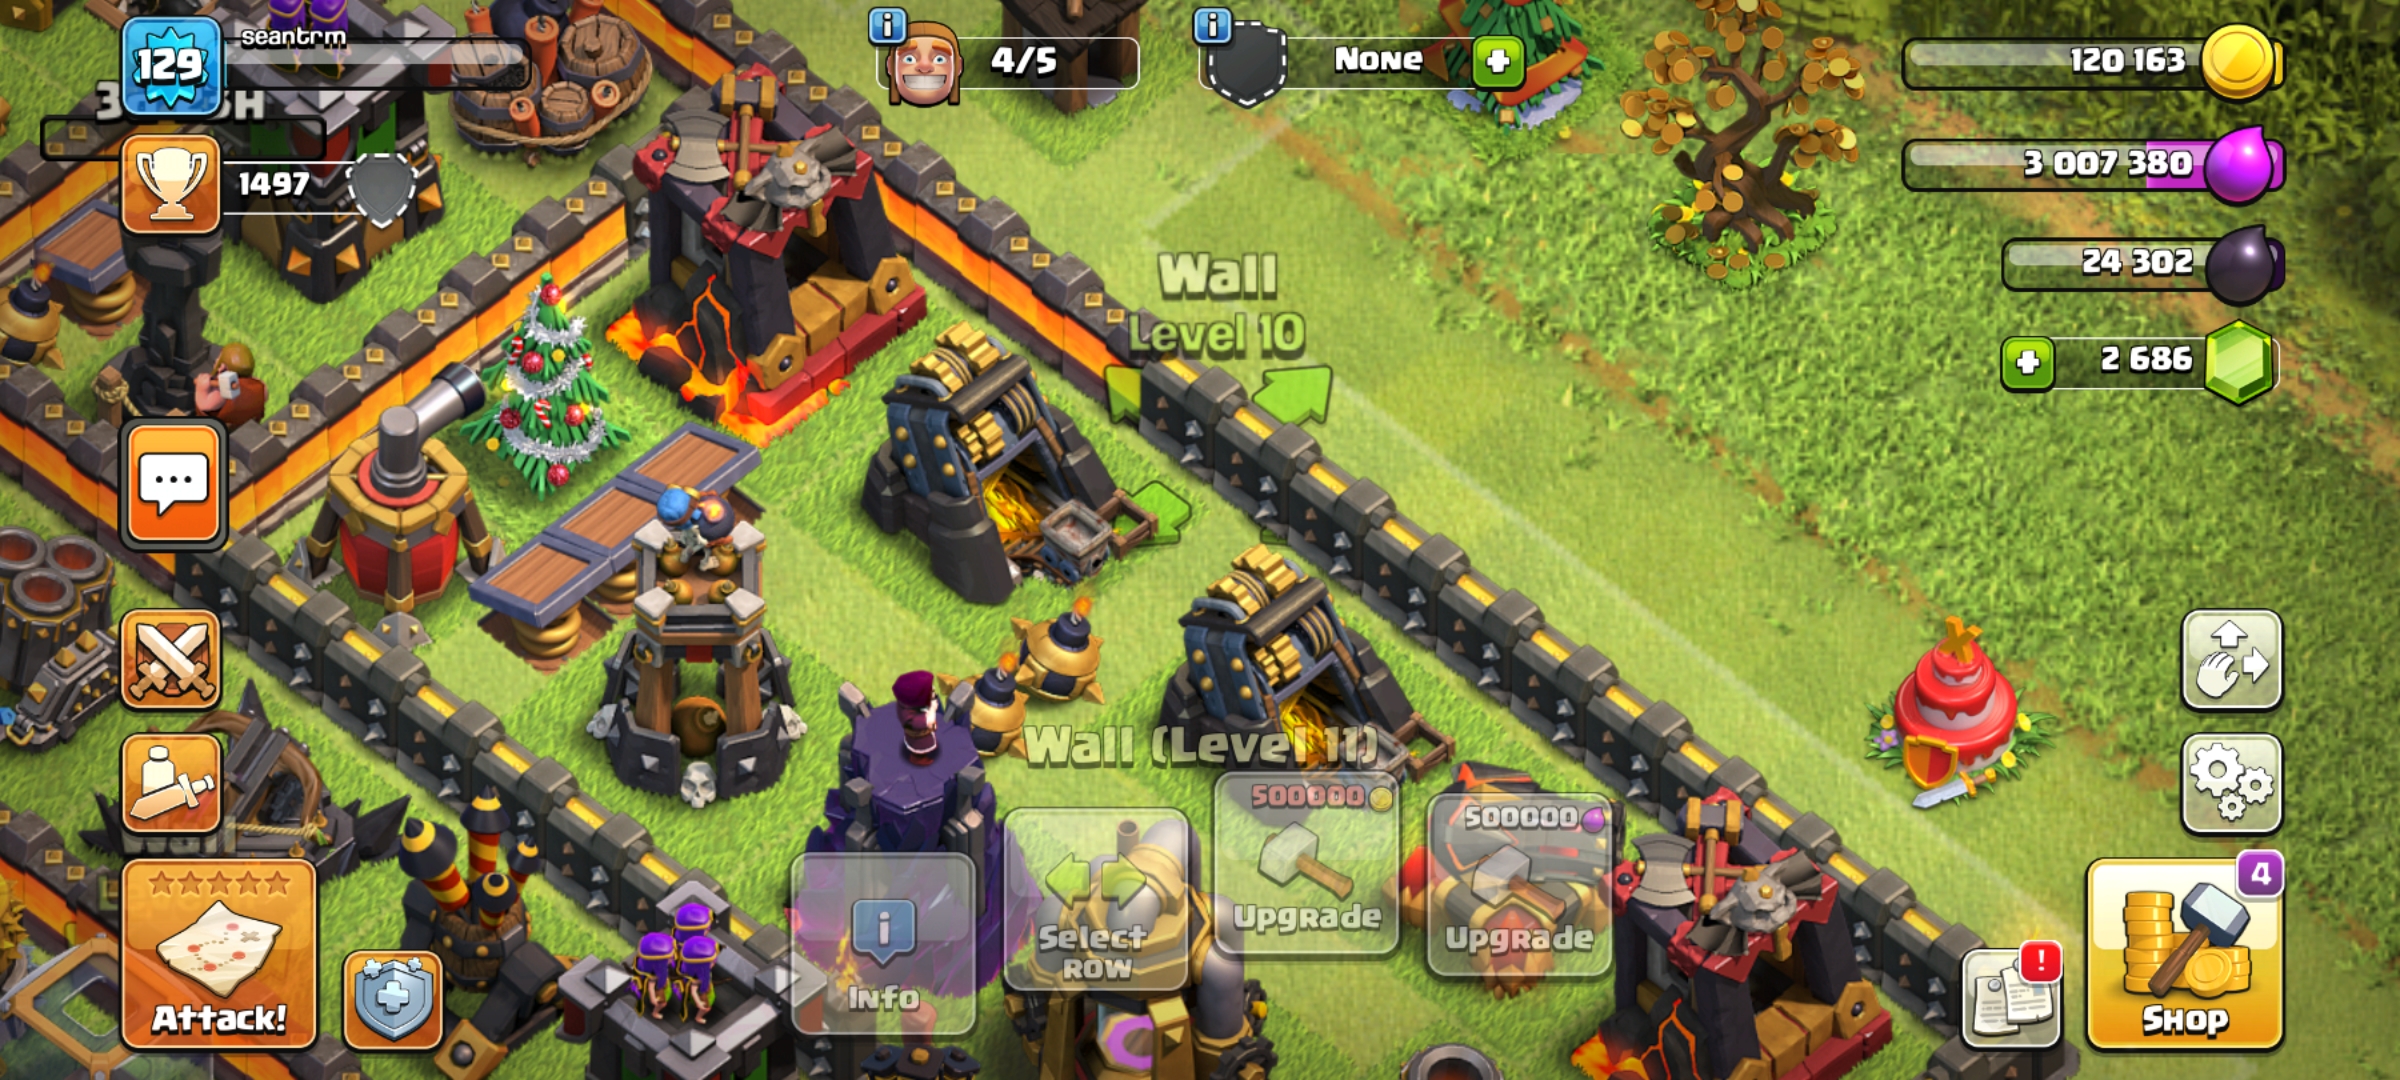 129
seantrm
4/5
None
120 163
H
1497
3 007 380
24 302
2 686
Wall
Level 10
Wall (Level 11)
500000
500000
Info
Select
row
Upgrade
Upgrade
Attack!
4
!
Shop